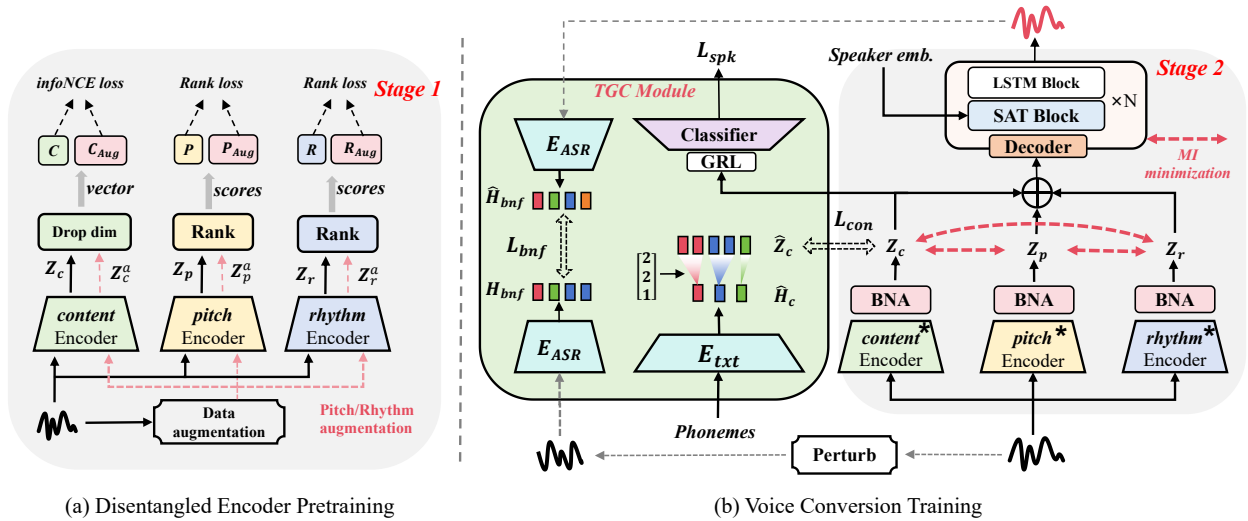 infoNCE loss
Rank loss
Rank loss
Stage 1
C
C_Aug
P
P_Aug
R
R_Aug
vector
scores
scores
Drop dim
Rank
Rank
Z_c
Z_c^a
Z_p
Z_p^a
Z_r
Z_r^a
content
Encoder
pitch
Encoder
rhythm
Encoder
Data
augmentation
Pitch/Rhythm
augmentation
(a) Disentangled Encoder Pretraining
TGC Module
L_spk
Classifier
GRL
E_ASR
Ĥ_bnf
L_bnf
H_bnf
E_ASR
[2
2
1]
Ẑ_c
Ĥ_c
E_txt
Phonemes
L_con
Perturb
Stage 2
Speaker emb.
LSTM Block
SAT Block
×N
Decoder
MI
minimization
Z_c
Z_p
Z_r
BNA
BNA
BNA
content*
Encoder
pitch*
Encoder
rhythm*
Encoder
(b) Voice Conversion Training